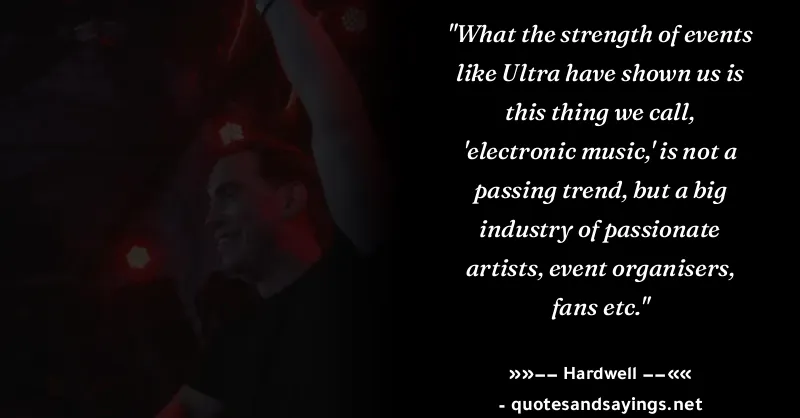 "What the strength of events
like Ultra have shown us is
this thing we call,
'electronic music,' is not a
passing trend, but a big
industry of passionate
artists, event organisers,
fans etc."
»»−− Hardwell −−««
- quotesandsayings.net